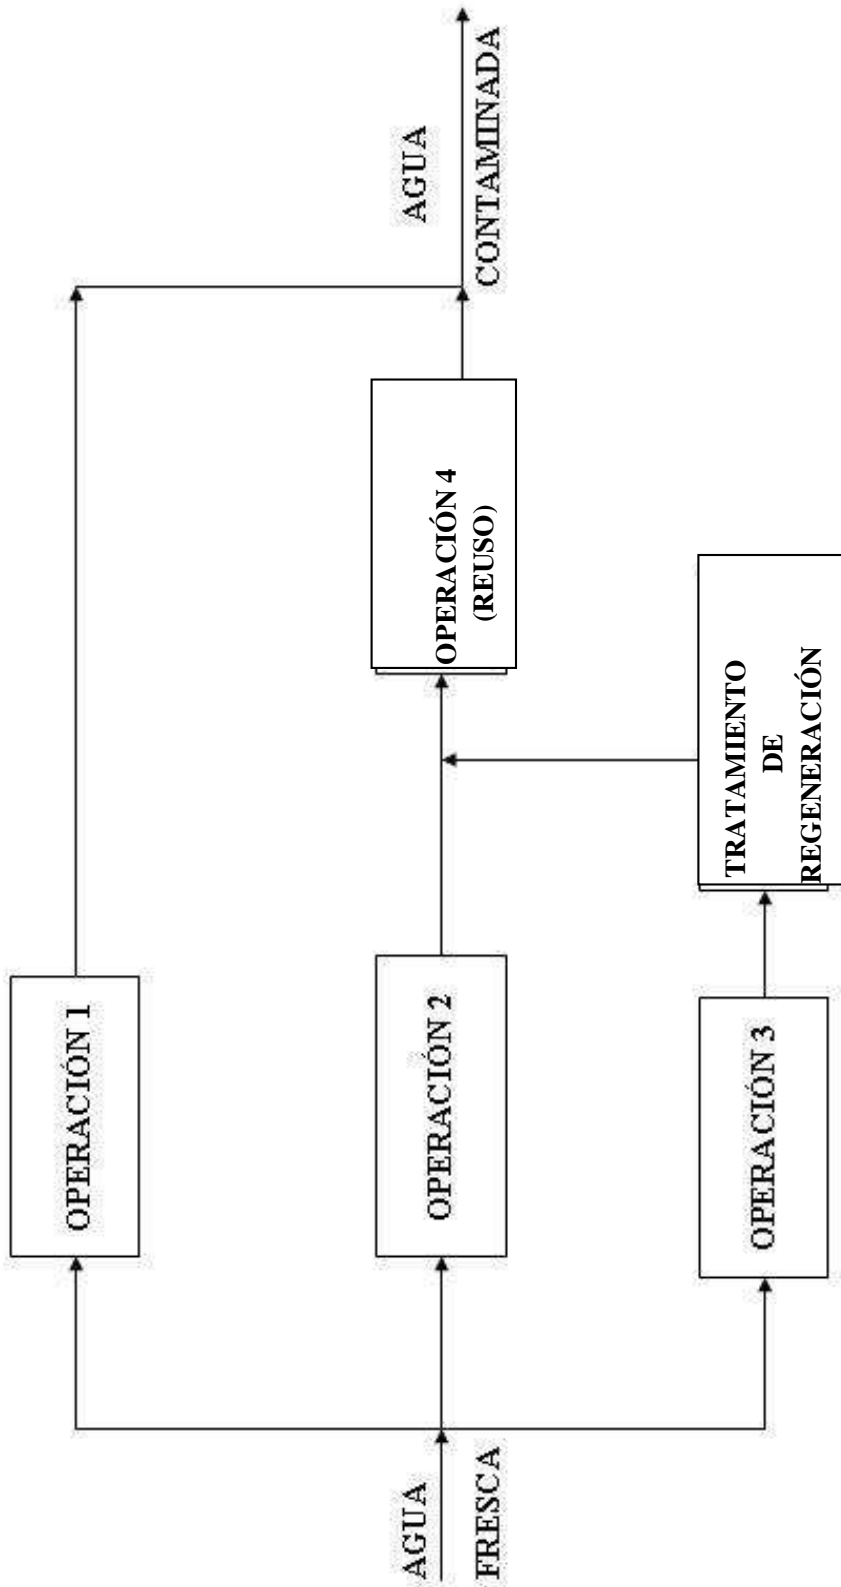 AGUA
FRESCA
OPERACIÓN 1
OPERACIÓN 2
OPERACIÓN 3
TRATAMIENTO
DE
REGENERACIÓN
OPERACIÓN 4
(REUSO)
AGUA
CONTAMINADA